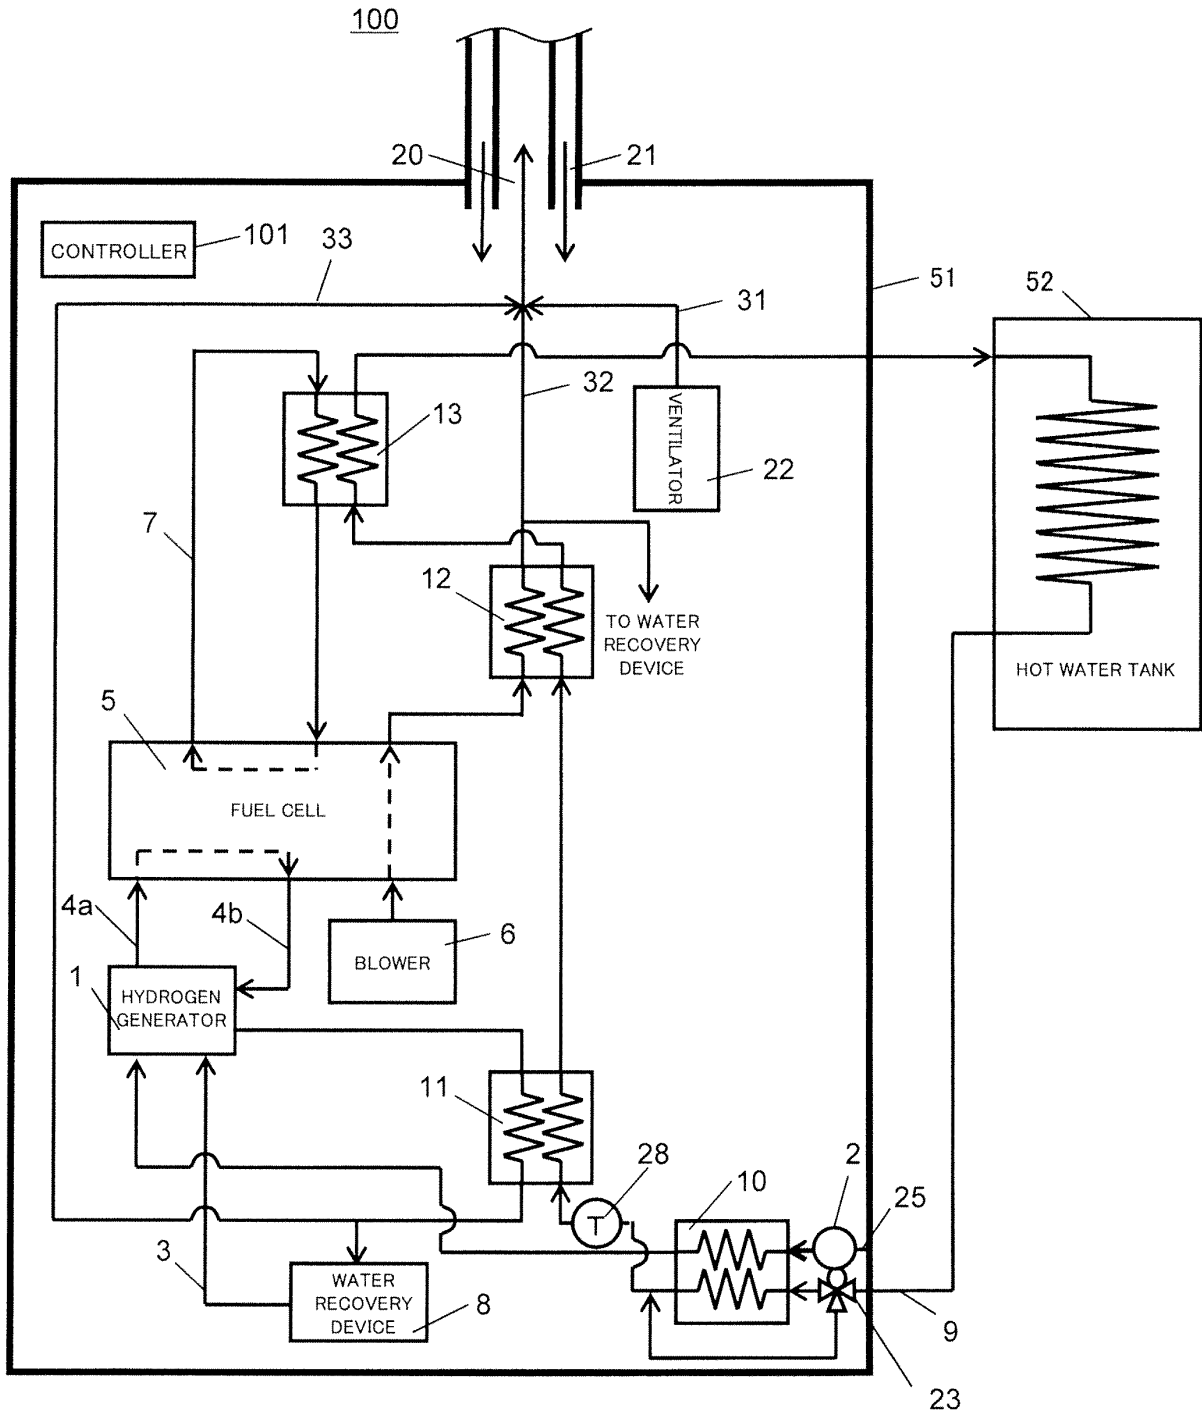 100
20
21
CONTROLLER
101
33
31
51
52
32
13
VENTILATOR
22
7
12
TO WATER
RECOVERY
DEVICE
HOT WATER TANK
5
FUEL CELL
4a
4b
6
BLOWER
1
HYDROGEN
GENERATOR
11
28
2
10
25
T
3
WATER
RECOVERY
DEVICE
8
9
23